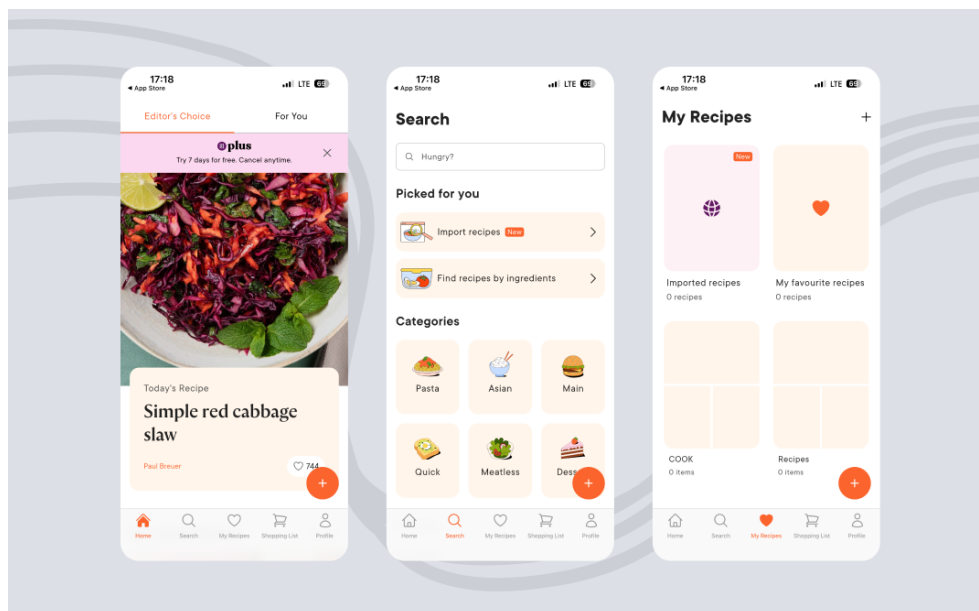 17:18
App Store
LTE
Editor's Choice
For You
plus
Try 7 days for free. Cancel anytime.
Today's Recipe
Simple red cabbage
slaw
Paul Breuer
744
+
Home
Search
My Recipes
Shopping List
Profile
17:18
App Store
LTE
Search
Hungry?
Picked for you
Import recipes New
Find recipes by ingredients
Categories
Pasta
Asian
Main
Quick
Meatless
+
Home
Search
My Recipes
Shopping List
Profile
17:18
App Store
LTE
My Recipes
+
New
Imported recipes
0 recipes
My favourite recipes
0 recipes
COOK
0 items
Recipes
0 items
+
Home
Search
My Recipes
Shopping List
Profile